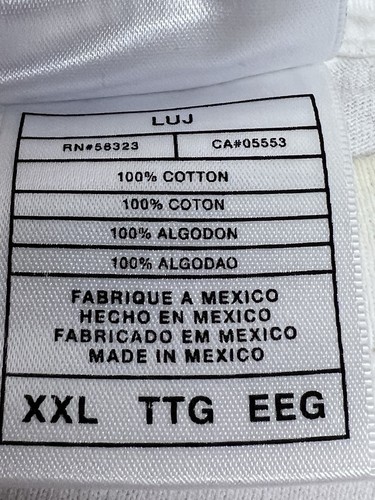 LUJ
RN#58323 CA#05553
100% COTTON
100% COTON
100% ALGODON
100% ALGODAO
FABRIQUE A MEXICO
HECHO EN MEXICO
FABRICADO EM MEXICO
MADE IN MEXICO
XXL TTG EEG